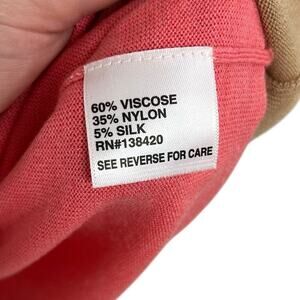 60% VISCOSE
35% NYLON
5% SILK
RN#138420
SEE REVERSE FOR CARE